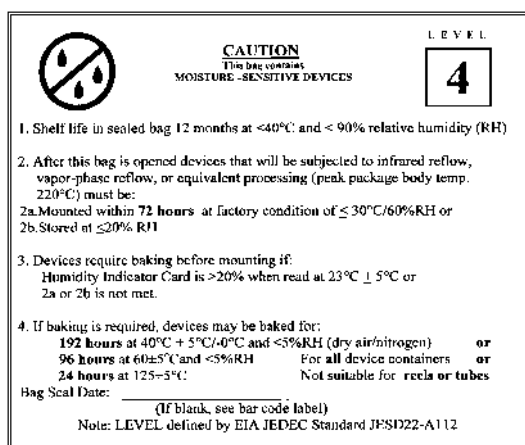 LEVEL
CAUTION
This bag contains
MOISTURE -SENSITIVE DEVICES
4
1. Shelf life in sealed bag 12 months at <40°C and < 90% relative humidity (RH)
2. After this bag is opened devices that will be subjected to infrared reflow,
vapor-phase reflow, or equivalent processing (peak package body temp.
220°C) must be:
2a.Mounted within 72 hours at factory condition of ≤ 30°C/60%RH or
2b.Stored at ≤20% RH
3. Devices require baking before mounting if:
Humidity Indicator Card is >20% when read at 23°C ± 5°C or
2a or 2b is not met.
4. If baking is required, devices may be baked for:
192 hours at 40°C + 5°C/-0°C and <5%RH (dry air/nitrogen) or
96 hours at 60±5°C and <5%RH For all device containers or
24 hours at 125±5°C Not suitable for reels or tubes
Bag Seal Date:
(If blank, see bar code label)
Note: LEVEL defined by EIA JEDEC Standard JESD22-A112